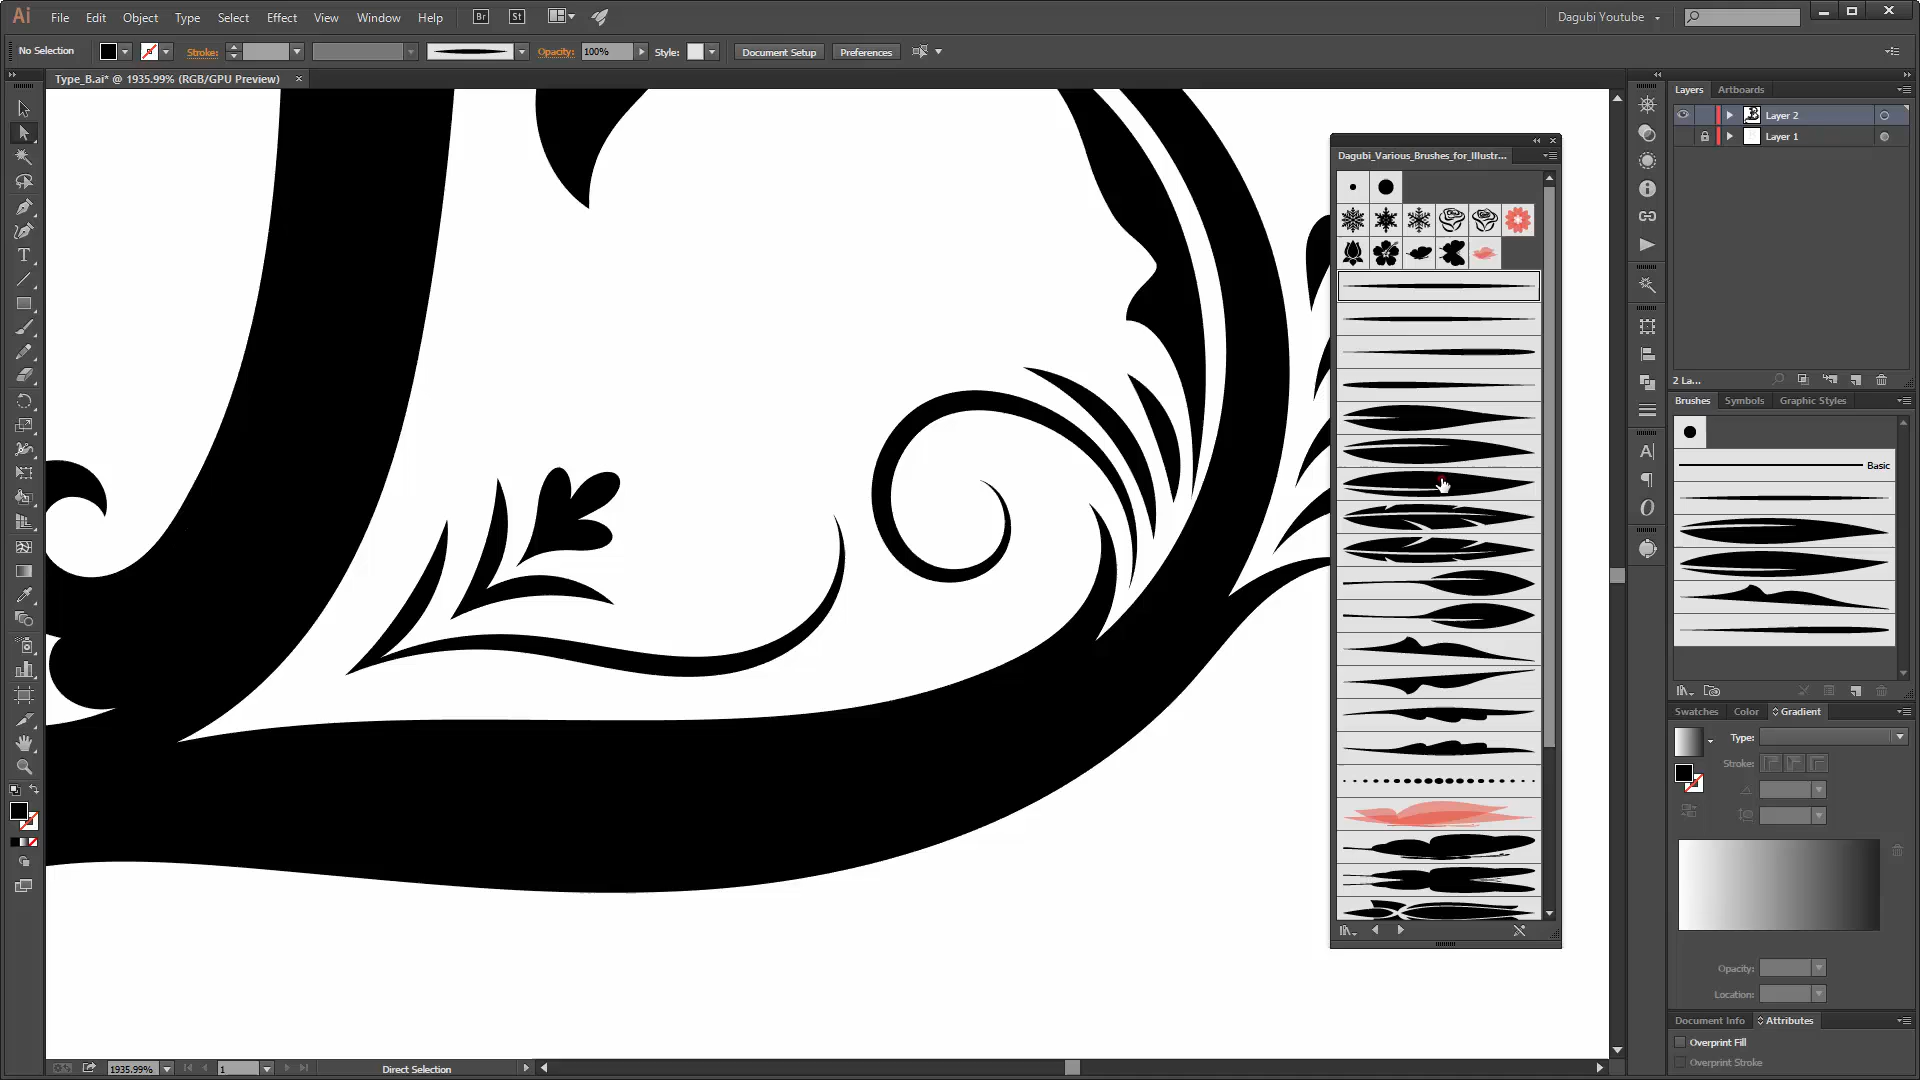 Ai File Edit Object Type Select Effect View Window Help Br St Dagubi Youtube
No Selection Stroke: Opacity: 100% Style: Document Setup Preferences
Type_B.ai* @ 1935.99% (RGB/GPU Preview) ×
Layers Artboards
Layer 2
Layer 1
Dagubi_Various_Brushes_for_Illustr...
2 La...
Brushes Symbols Graphic Styles
Basic
Swatches Color Gradient
Type:
Stroke:
Opacity:
Location:
Document Info Attributes
Overprint Fill
Overprint Stroke
1935.99% 1 Direct Selection